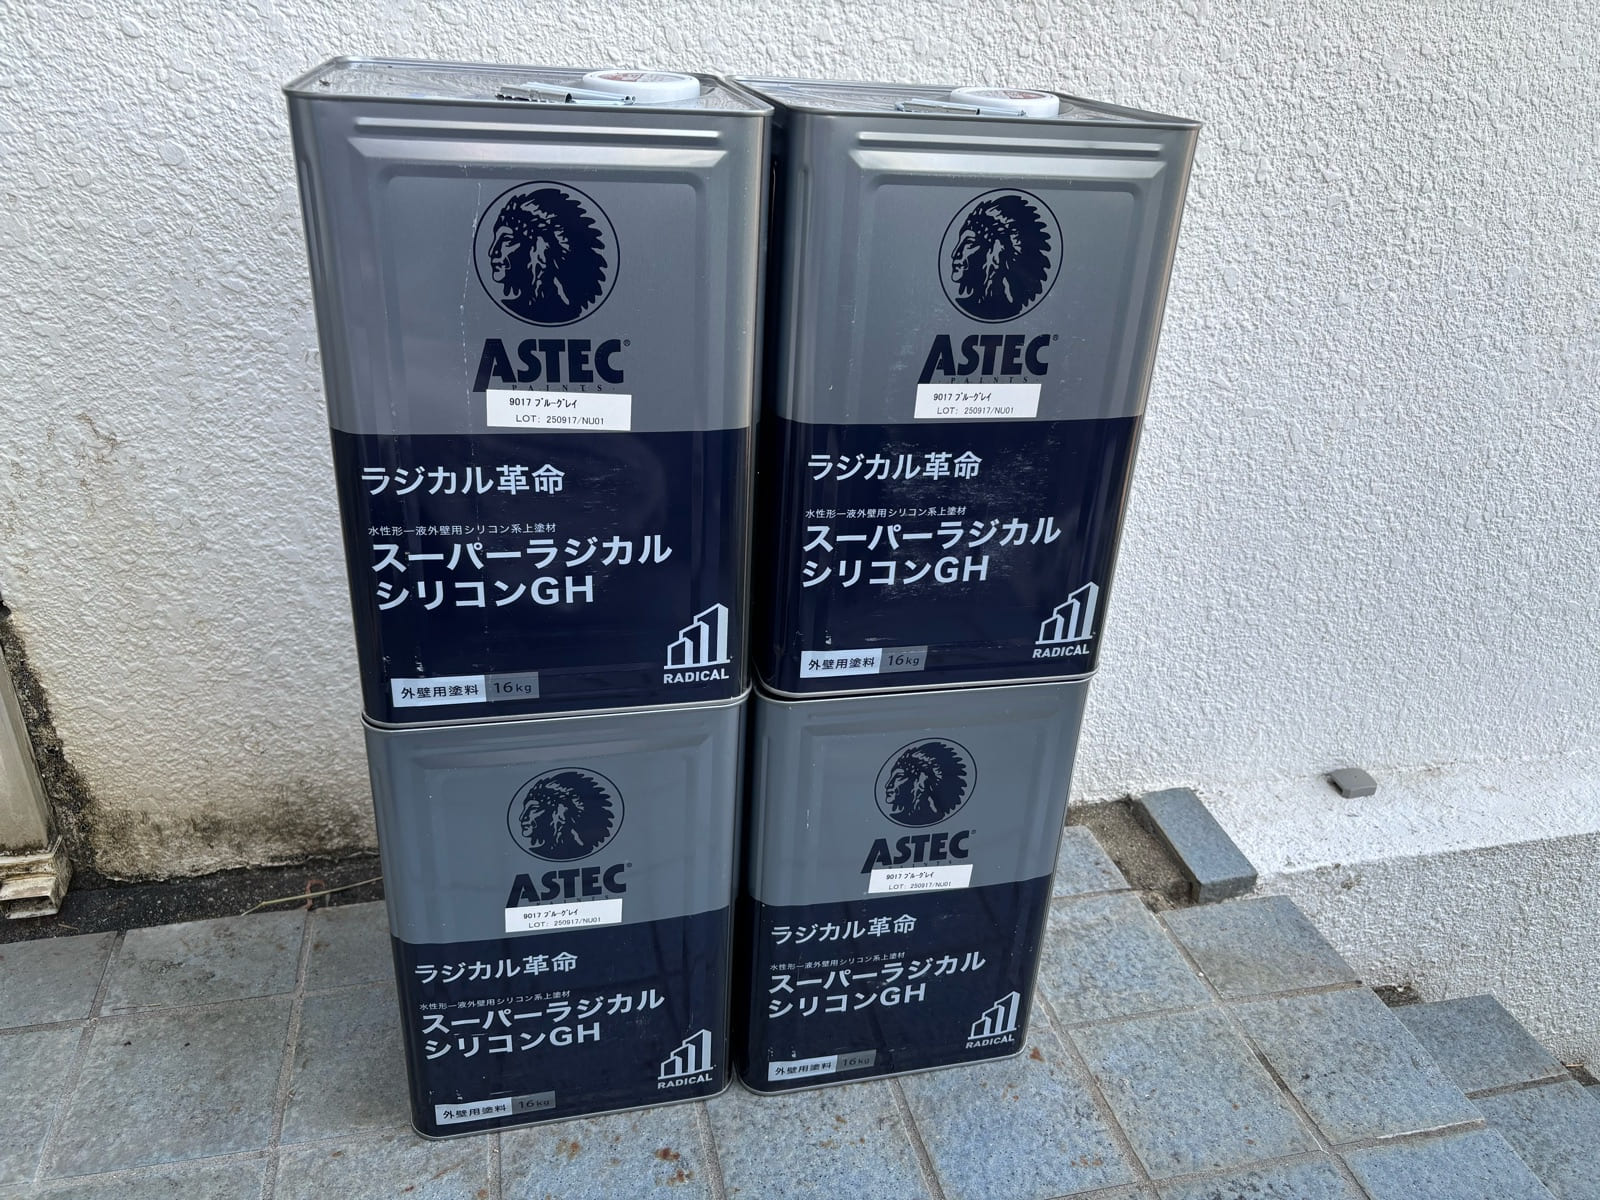 ASTEC®
PAINTS
9017 ブルーグレイ
LOT: 250917/NU01
ラジカル革命
水性形一液外壁用シリコン系上塗材
スーパーラジカル
シリコンGH
RADICAL
外壁用塗料 16kg
ASTEC®
PAINTS
9017 ブルーグレイ
LOT: 250917/NU01
ラジカル革命
水性形一液外壁用シリコン系上塗材
スーパーラジカル
シリコンGH
RADICAL
外壁用塗料 16kg
ASTEC®
9017 ブルーグレイ
LOT: 250917/NU01
ラジカル革命
水性形一液外壁用シリコン系上塗材
スーパーラジカル
シリコンGH
RADICAL
外壁用塗料 16kg
ASTEC®
9017 ブルーグレイ
LOT: 250917/NU01
ラジカル革命
水性形一液外壁用シリコン系上塗材
スーパーラジカル
シリコンGH
RADICAL
外壁用塗料 16kg